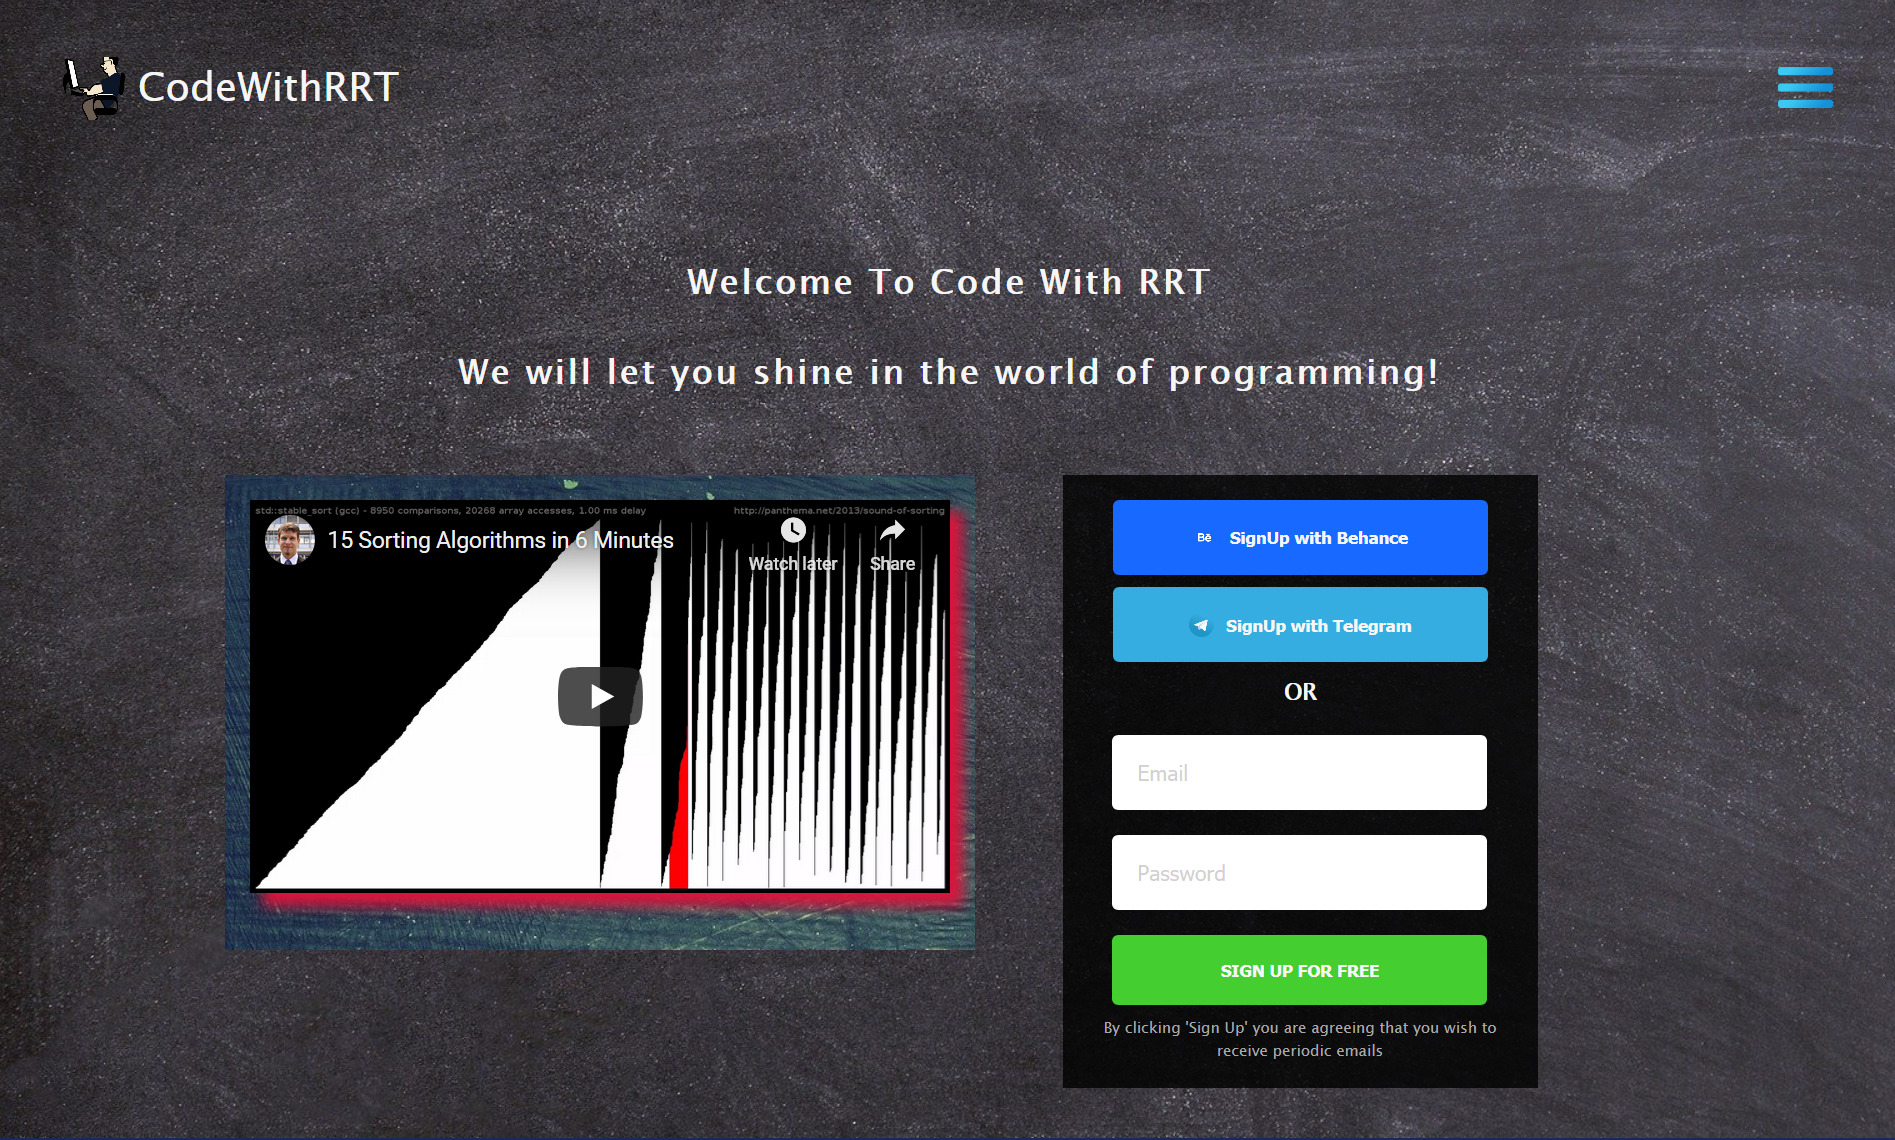 CodeWithRRT
Welcome To Code With RRT
We will let you shine in the world of programming!
std::stable_sort (gcc) - 8950 comparisons, 20268 array accesses, 1.00 ms delay
http://panthema.net/2013/sound-of-sorting
15 Sorting Algorithms in 6 Minutes
Watch later
Share
Bē SignUp with Behance
SignUp with Telegram
OR
Email
Password
SIGN UP FOR FREE
By clicking 'Sign Up' you are agreeing that you wish to
receive periodic emails